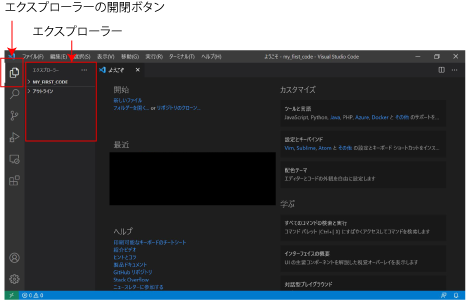 エクスプローラーの開閉ボタン
エクスプローラー
ファイル(F) 編集(E) 選択(S) 表示(V) 移動(G) 実行(R) ターミナル(T) ヘルプ(H)
ようこそ - my_first_code - Visual Studio Code
エクスプローラー
ようこそ
MY_FIRST_CODE
アウトライン
開始
新しいファイル
フォルダーを開く... or リポジトリのクローン...
最近
ヘルプ
印刷可能なキーボードのチートシート
紹介ビデオ
ヒントとコツ
製品ドキュメント
GitHub リポジトリ
Stack Overflow
ニュースレターに参加する
カスタマイズ
ツールと言語
JavaScript, Python, Java, PHP, Azure, Docker と その他 のサポートを...
設定とキーバインド
Vim, Sublime, Atom と その他 の設定とキーボード ショートカットをインス...
配色テーマ
エディターとコードの外観を自由に設定します
学ぶ
すべてのコマンドの検索と実行
コマンド パレット (Ctrl+) にすばやくアクセスしてコマンドを検索します
インターフェイスの概要
UI の主要コンポーネントを解説した視覚オーバーレイを表示します
対話型プレイグラウンド
0 0